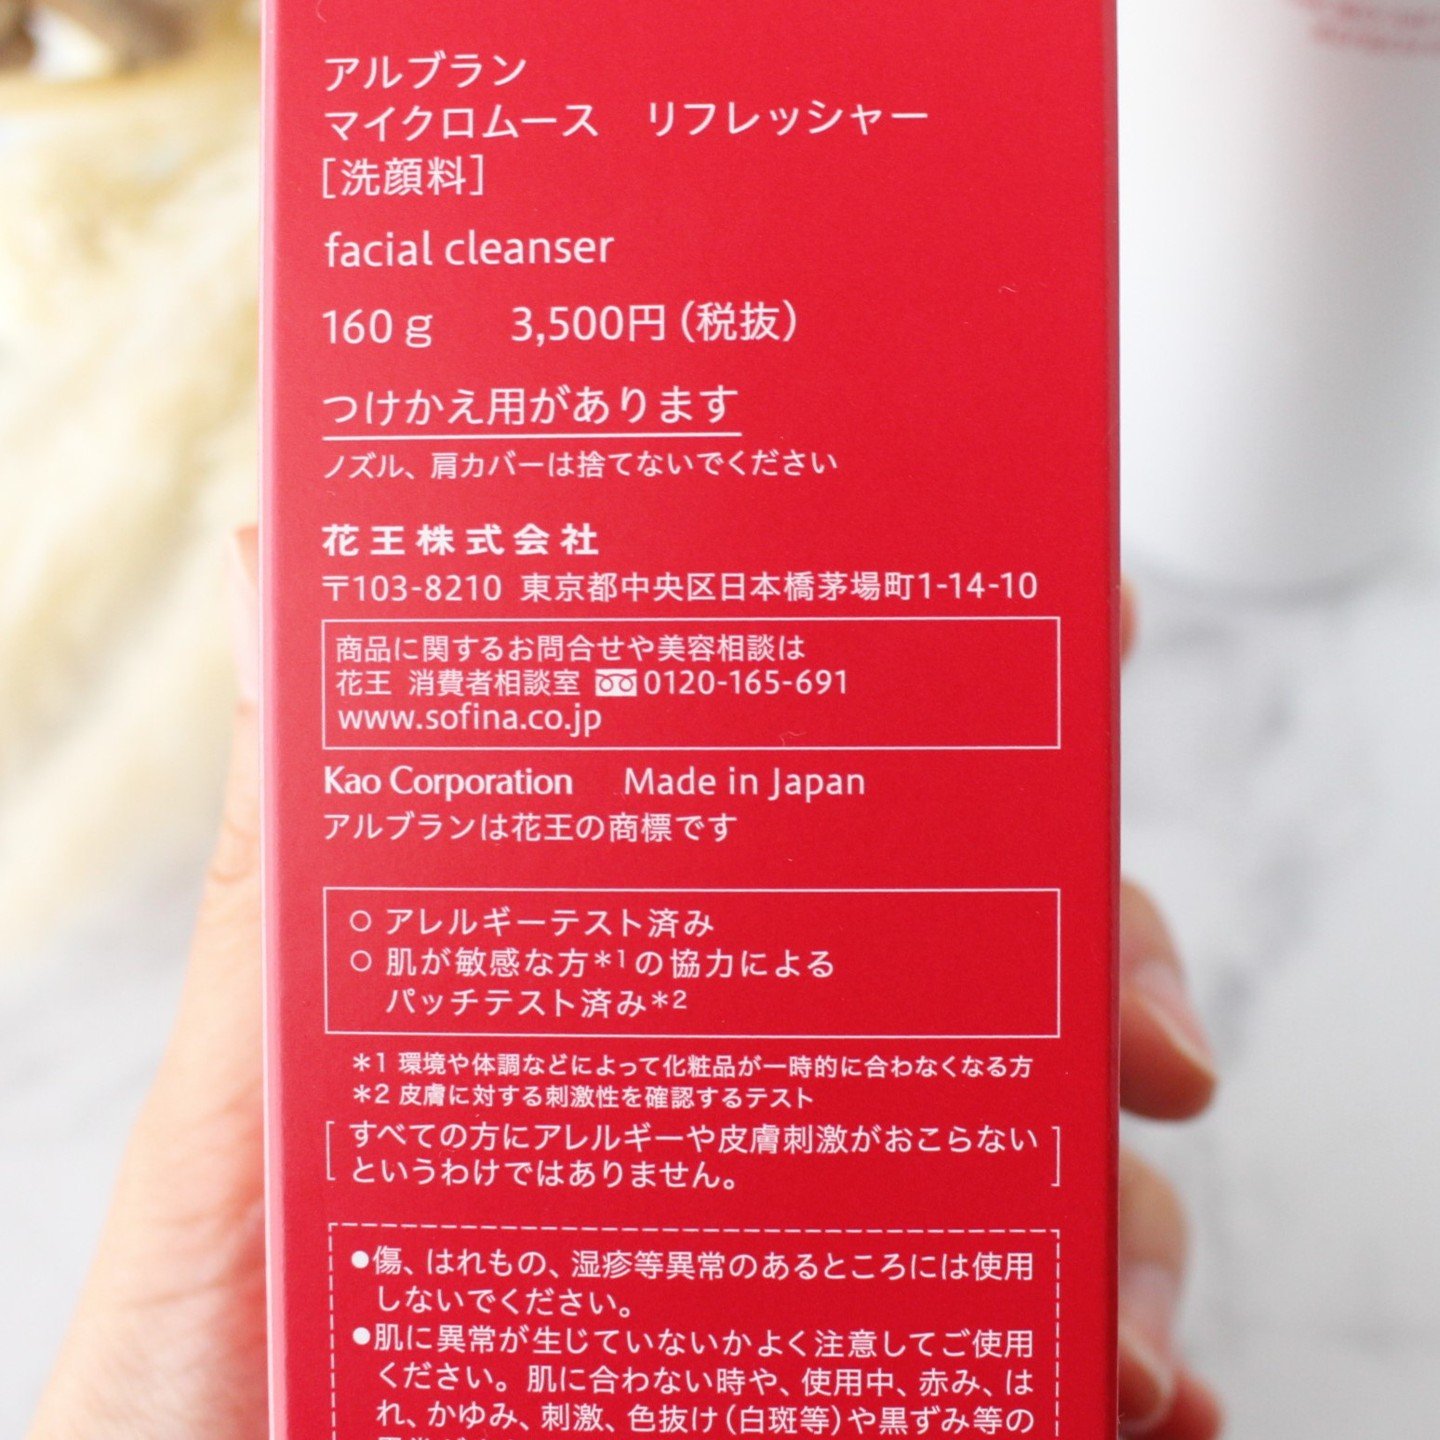 アルブラン
マイクロムース　リフレッシャー
[洗顔料]
facial cleanser
160g　3,500円(税抜)
つけかえ用があります
ノズル、肩カバーは捨てないでください
花王株式会社
〒103-8210 東京都中央区日本橋茅場町1-14-10
商品に関するお問合せや美容相談は
花王 消費者相談室 0120-165-691
www.sofina.co.jp
Kao Corporation　Made in Japan
アルブランは花王の商標です
○ アレルギーテスト済み
○ 肌が敏感な方*1の協力による
パッチテスト済み*2
*1 環境や体調などによって化粧品が一時的に合わなくなる方
*2 皮膚に対する刺激性を確認するテスト
[すべての方にアレルギーや皮膚刺激がおこらない
というわけではありません。]
●傷、はれもの、湿疹等異常のあるところには使用
しないでください。
●肌に異常が生じていないかよく注意してご使用
ください。肌に合わない時や、使用中、赤み、は
れ、かゆみ、刺激、色抜け(白斑等)や黒ずみ等の